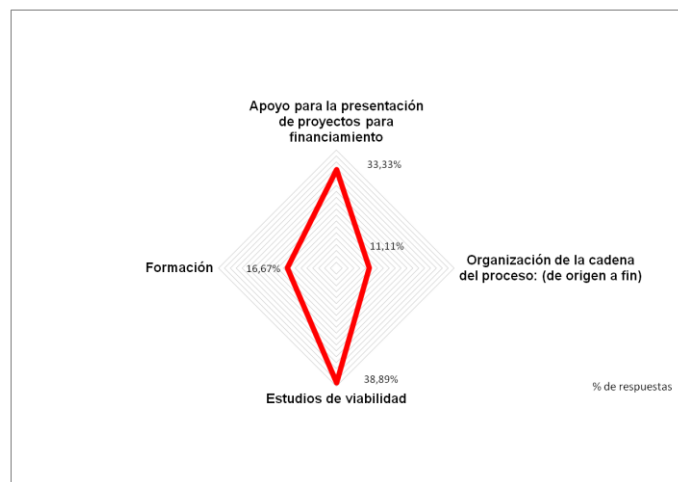 Apoyo para la presentación
de proyectos para
financiamiento
33,33%
11,11%
Organización de la cadena
del proceso: (de origen a fin)
Formación
16,67%
38,89%
Estudios de viabilidad
% de respuestas